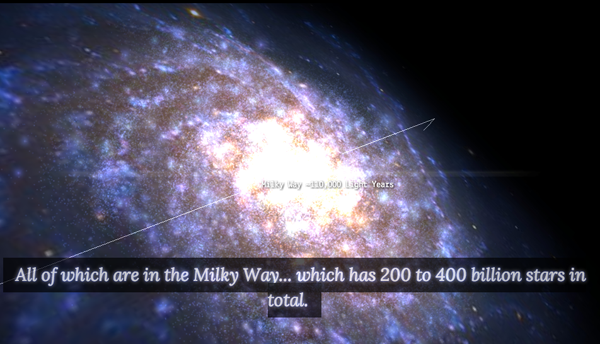 Milky Way ~110,000 Light Years
All of which are in the Milky Way... which has 200 to 400 billion stars in
total.